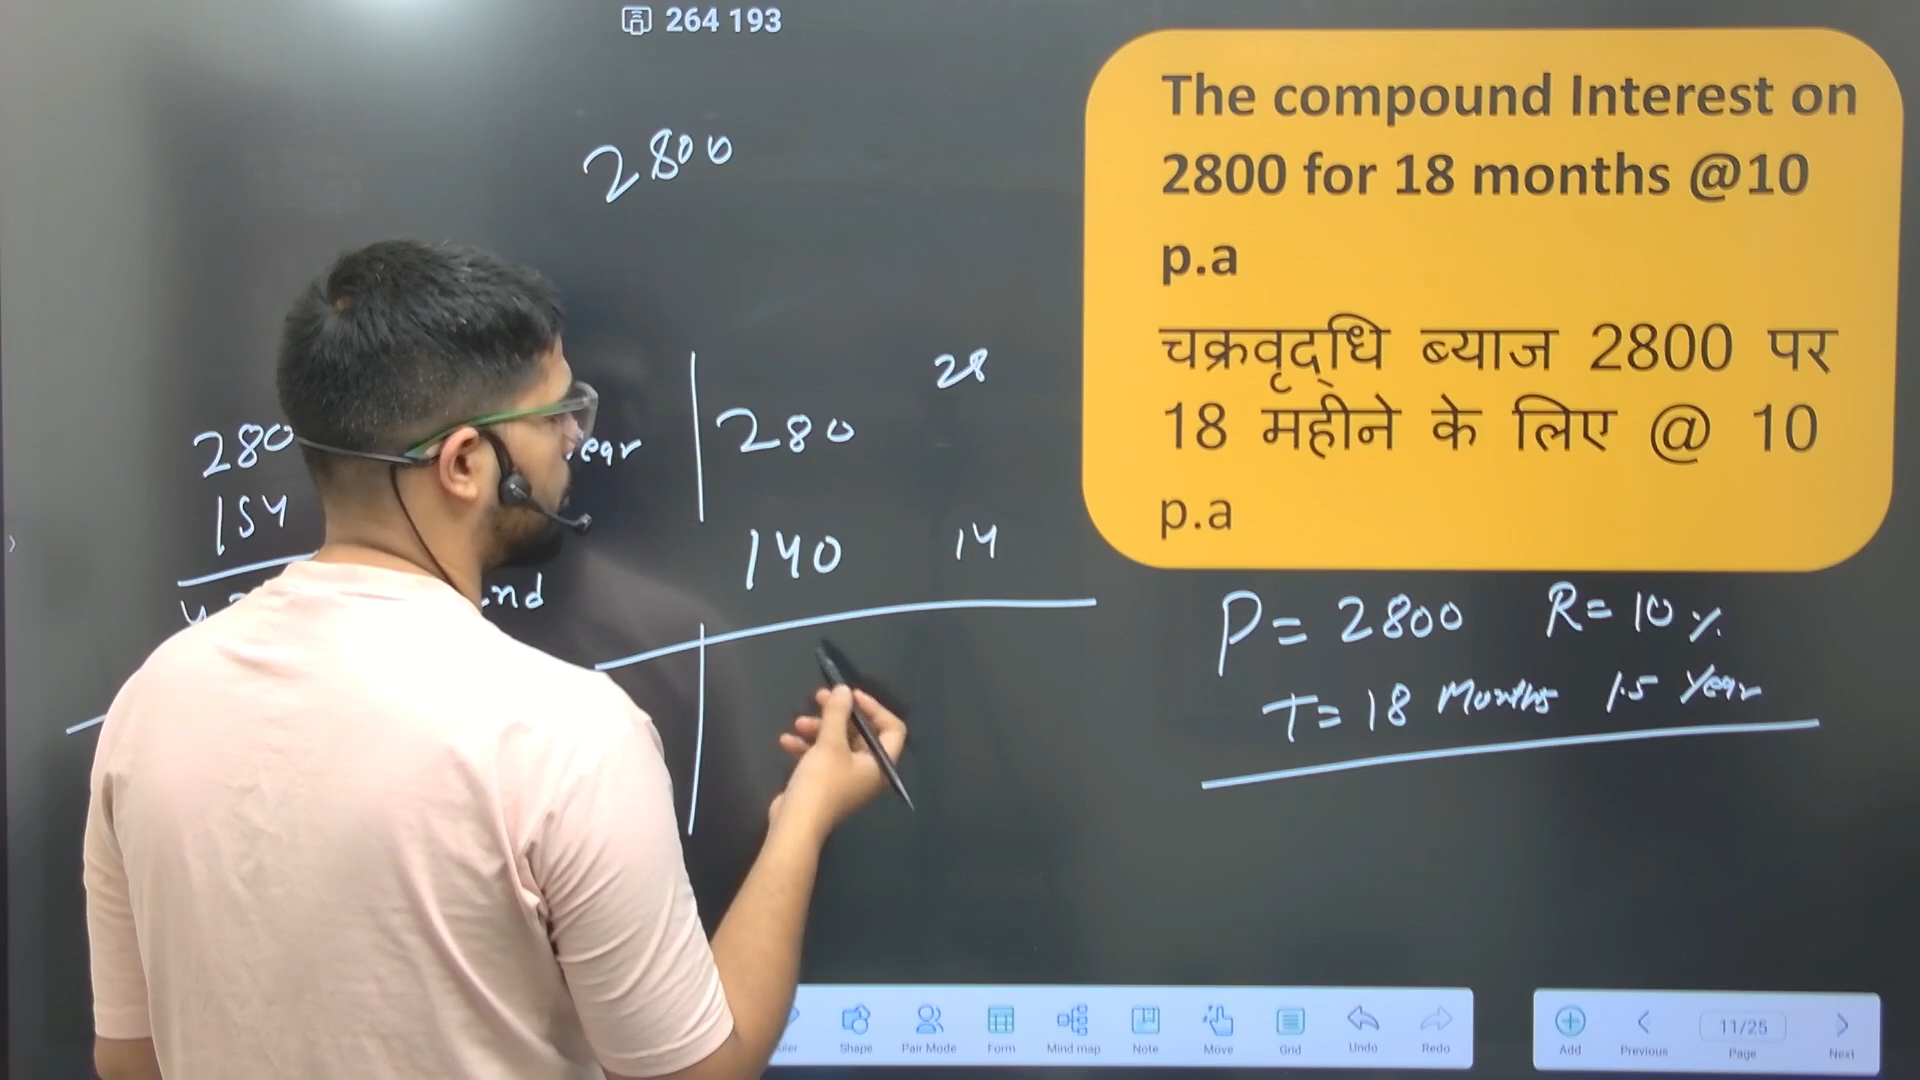 264 193
The compound Interest on
2800 for 18 months @10
p.a
चक्रवृद्धि ब्याज 2800 पर
18 महीने के लिए @ 10
p.a
2800
28
280 ear 280
154
140 14
nd
P= 2800 R= 10 %
T= 18 Months 1.5 Year
Shape Pair Mode Form Mind map Note Move Grid Undo Redo
Add Previous 11/25 Page Next